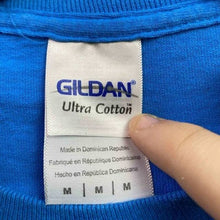 GILDAN®
Ultra Cotton
Made in Dominican Republic
Fabriqué en République Dominicaine
Hecho en República Dominicana
M | M | M